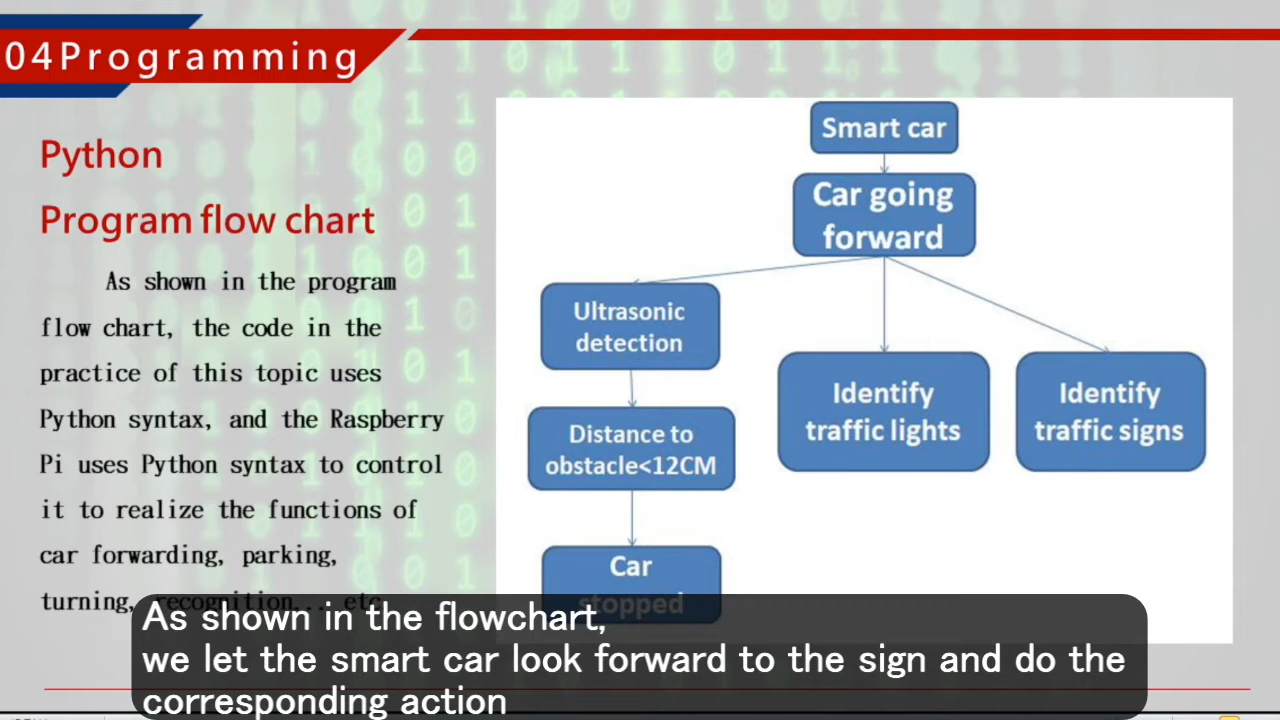 04Programming
Python
Program flow chart
As shown in the program
flow chart, the code in the
practice of this topic uses
Python syntax, and the Raspberry
Pi uses Python syntax to control
it to realize the functions of
car forwarding, parking,
turning, recognition... etc
Smart car
Car going
forward
Ultrasonic
detection
Distance to
obstacle<12CM
Car
stopped
Identify
traffic lights
Identify
traffic signs
As shown in the flowchart,
we let the smart car look forward to the sign and do the
corresponding action